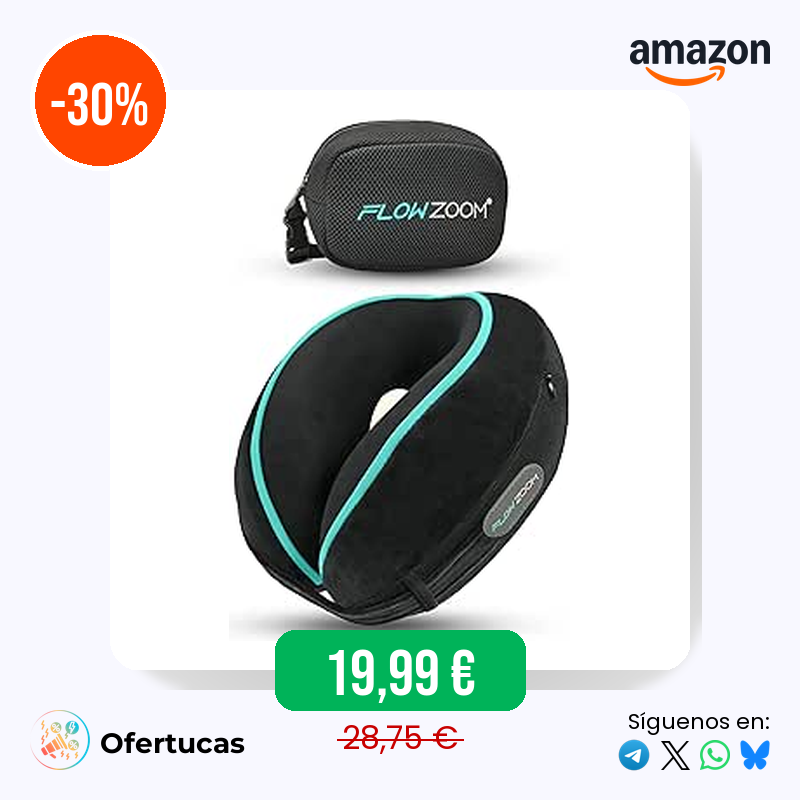 -30%
amazon
FLOWZOOM
FLOWZOOM
19,99 €
28,75 €
Ofertucas
Síguenos en: